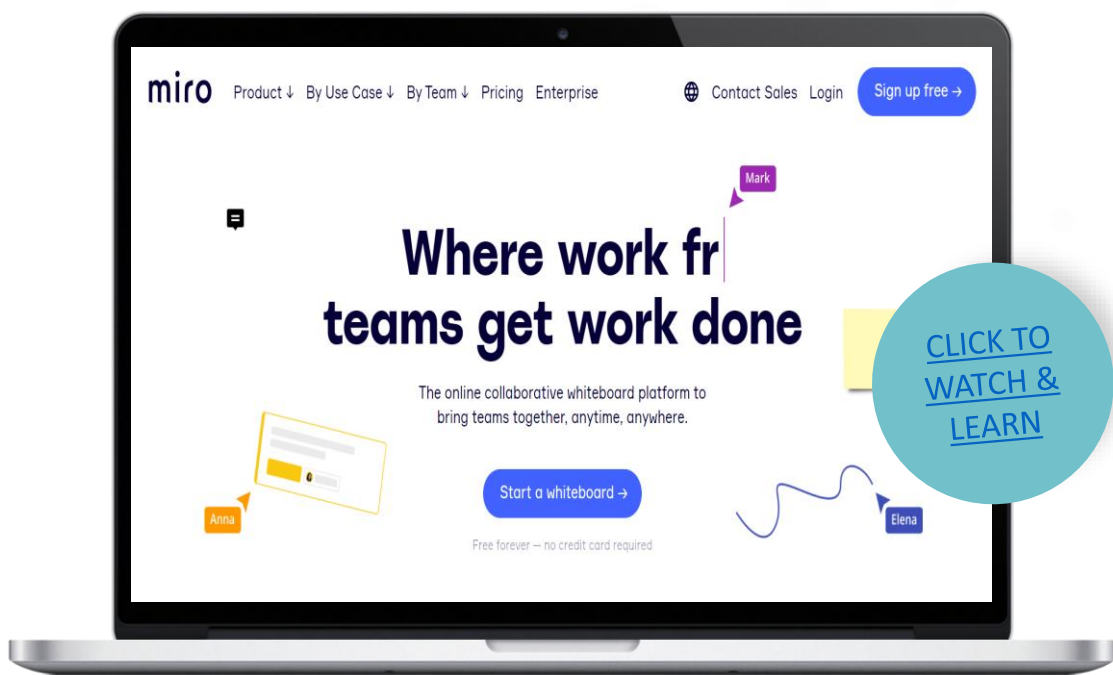 miro Product ↓ By Use Case ↓ By Team ↓ Pricing Enterprise Contact Sales Login Sign up free →
Mark
Where work fr
teams get work done
The online collaborative whiteboard platform to
bring teams together, anytime, anywhere.
Start a whiteboard →
Free forever — no credit card required
Anna
Elena
CLICK TO
WATCH &
LEARN